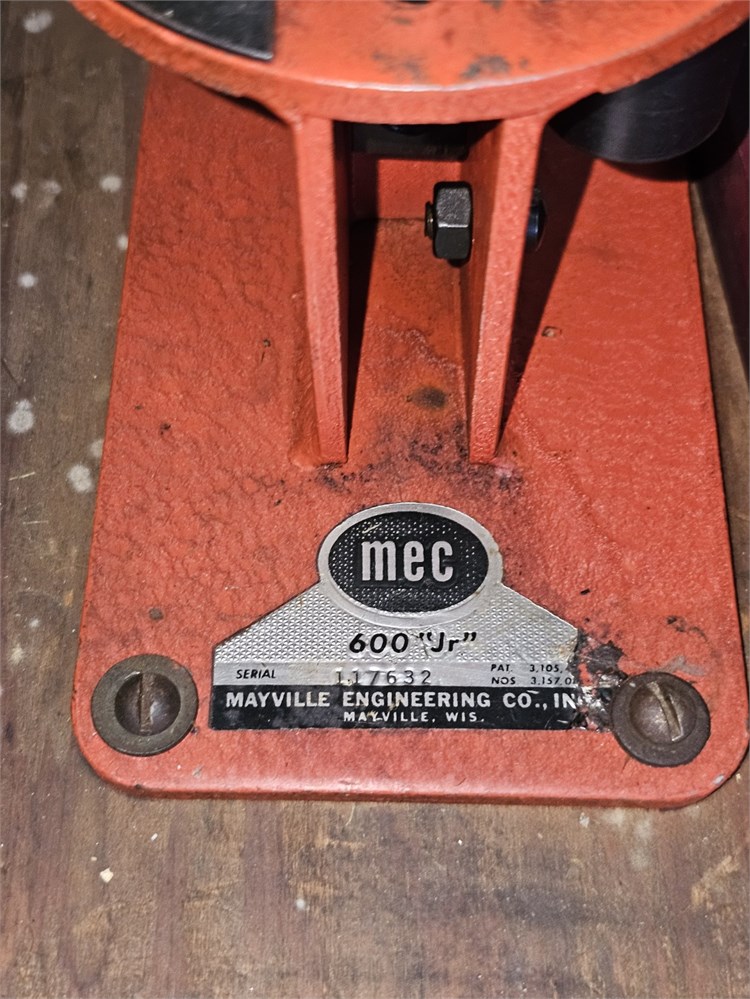 mec
600 "Jr"
SERIAL 117632 PAT. 3,105,
NOS 3,157,0
MAYVILLE ENGINEERING CO., IN
MAYVILLE, WIS.